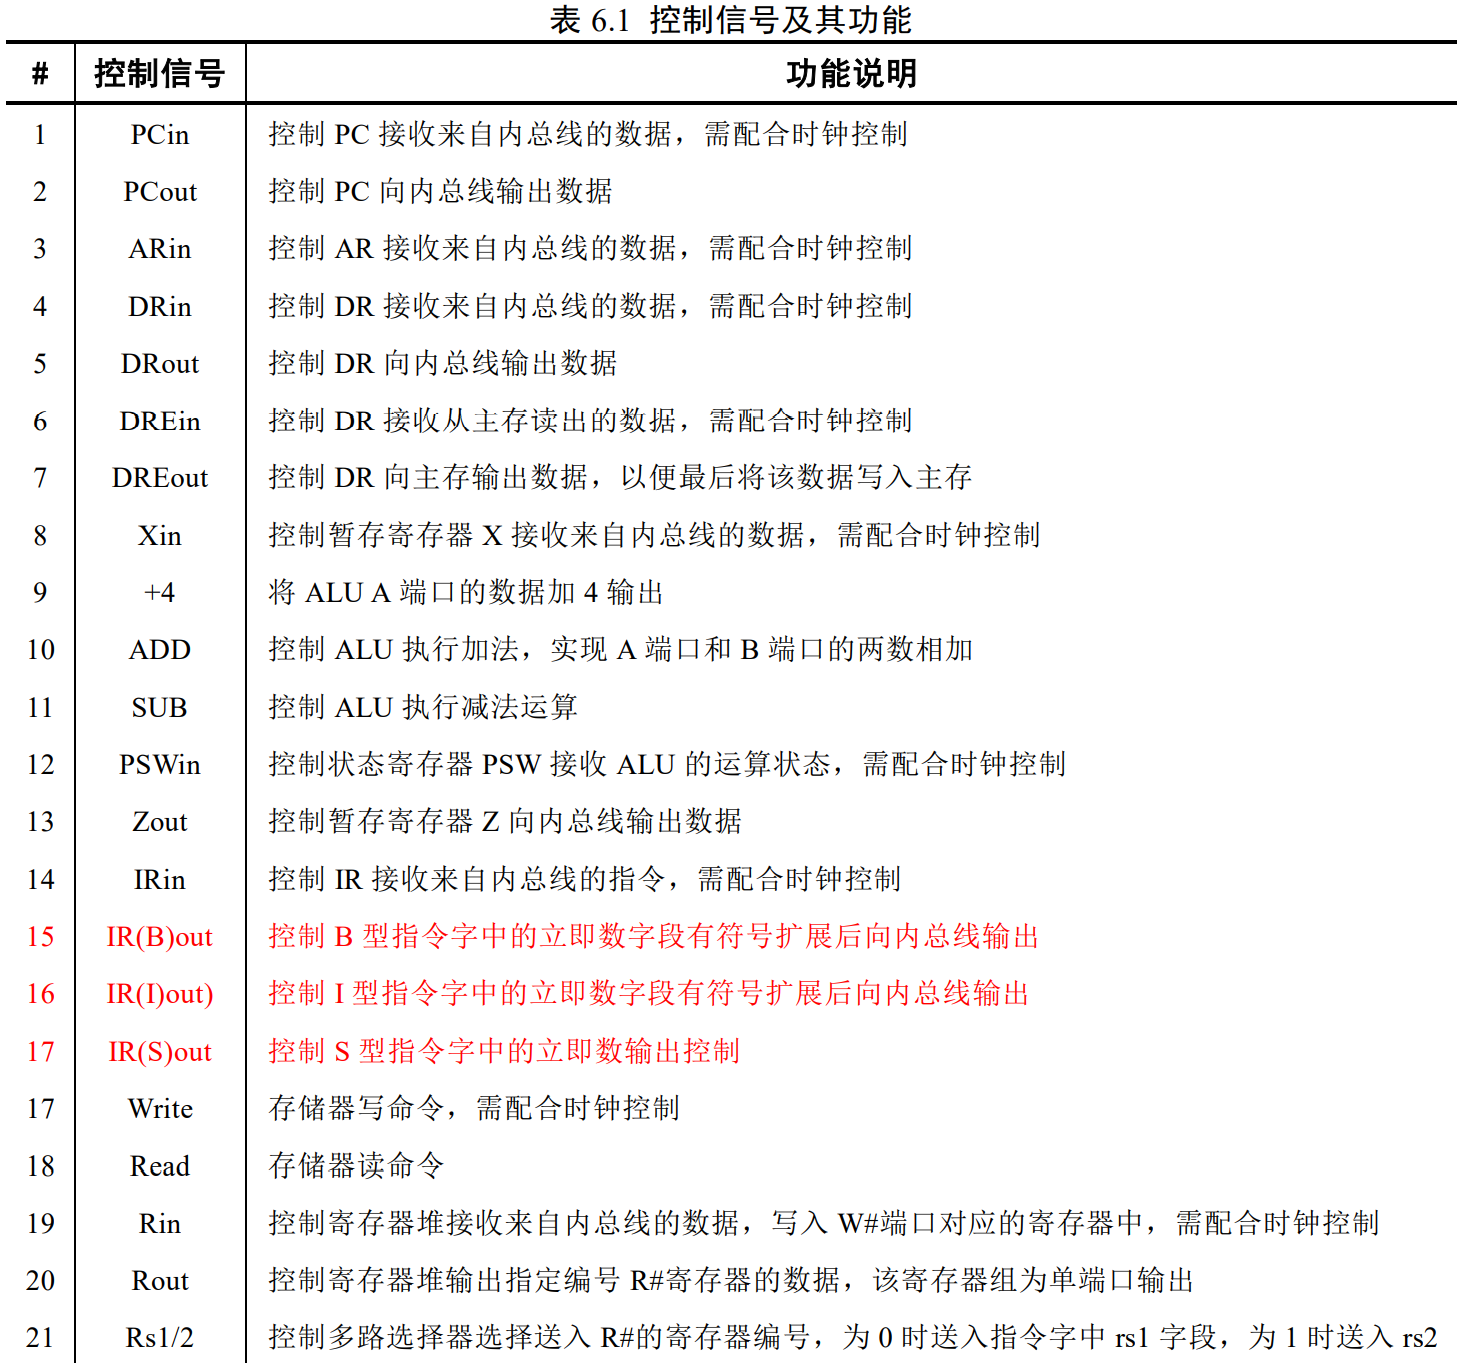 表 6.1 控制信号及其功能
# 控制信号 功能说明
1 PCin 控制 PC 接收来自内总线的数据，需配合时钟控制
2 PCout 控制 PC 向内总线输出数据
3 ARin 控制 AR 接收来自内总线的数据，需配合时钟控制
4 DRin 控制 DR 接收来自内总线的数据，需配合时钟控制
5 DRout 控制 DR 向内总线输出数据
6 DREin 控制 DR 接收从主存读出的数据，需配合时钟控制
7 DREout 控制 DR 向主存输出数据，以便最后将该数据写入主存
8 Xin 控制暂存寄存器 X 接收来自内总线的数据，需配合时钟控制
9 +4 将 ALU A 端口的数据加 4 输出
10 ADD 控制 ALU 执行加法，实现 A 端口和 B 端口的两数相加
11 SUB 控制 ALU 执行减法运算
12 PSWin 控制状态寄存器 PSW 接收 ALU 的运算状态，需配合时钟控制
13 Zout 控制暂存寄存器 Z 向内总线输出数据
14 IRin 控制 IR 接收来自内总线的指令，需配合时钟控制
15 IR(B)out 控制 B 型指令字中的立即数字段有符号扩展后向内总线输出
16 IR(I)out) 控制 I 型指令字中的立即数字段有符号扩展后向内总线输出
17 IR(S)out 控制 S 型指令字中的立即数输出控制
17 Write 存储器写命令，需配合时钟控制
18 Read 存储器读命令
19 Rin 控制寄存器堆接收来自内总线的数据，写入 W#端口对应的寄存器中，需配合时钟控制
20 Rout 控制寄存器堆输出指定编号 R#寄存器的数据，该寄存器组为单端口输出
21 Rs1/2 控制多路选择器选择送入 R#的寄存器编号，为 0 时送入指令字中 rs1 字段，为 1 时送入 rs2